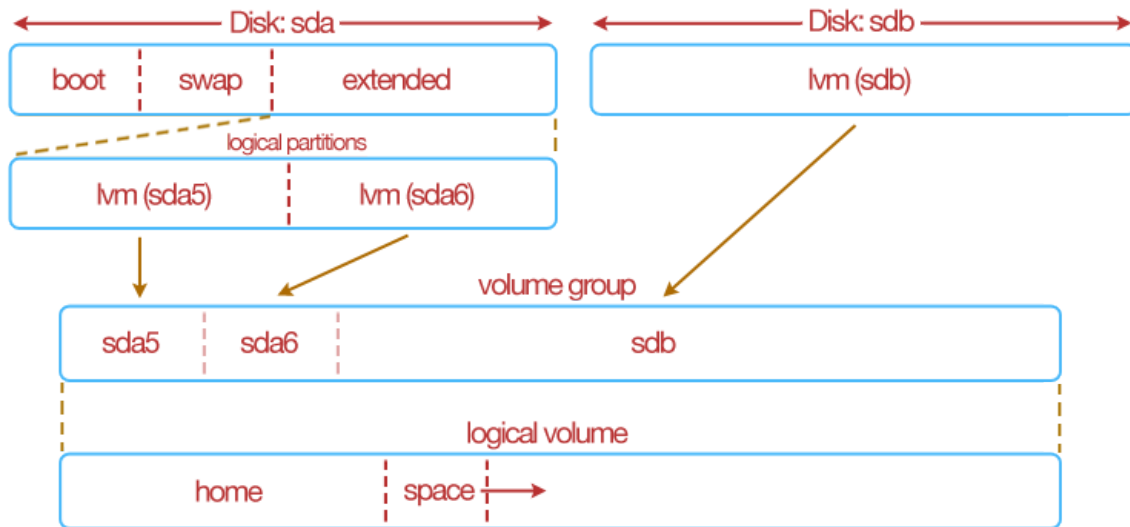 Disk: sda
Disk: sdb
boot swap extended
lvm (sdb)
logical partitions
lvm (sda5) lvm (sda6)
volume group
sda5 sda6 sdb
logical volume
home space